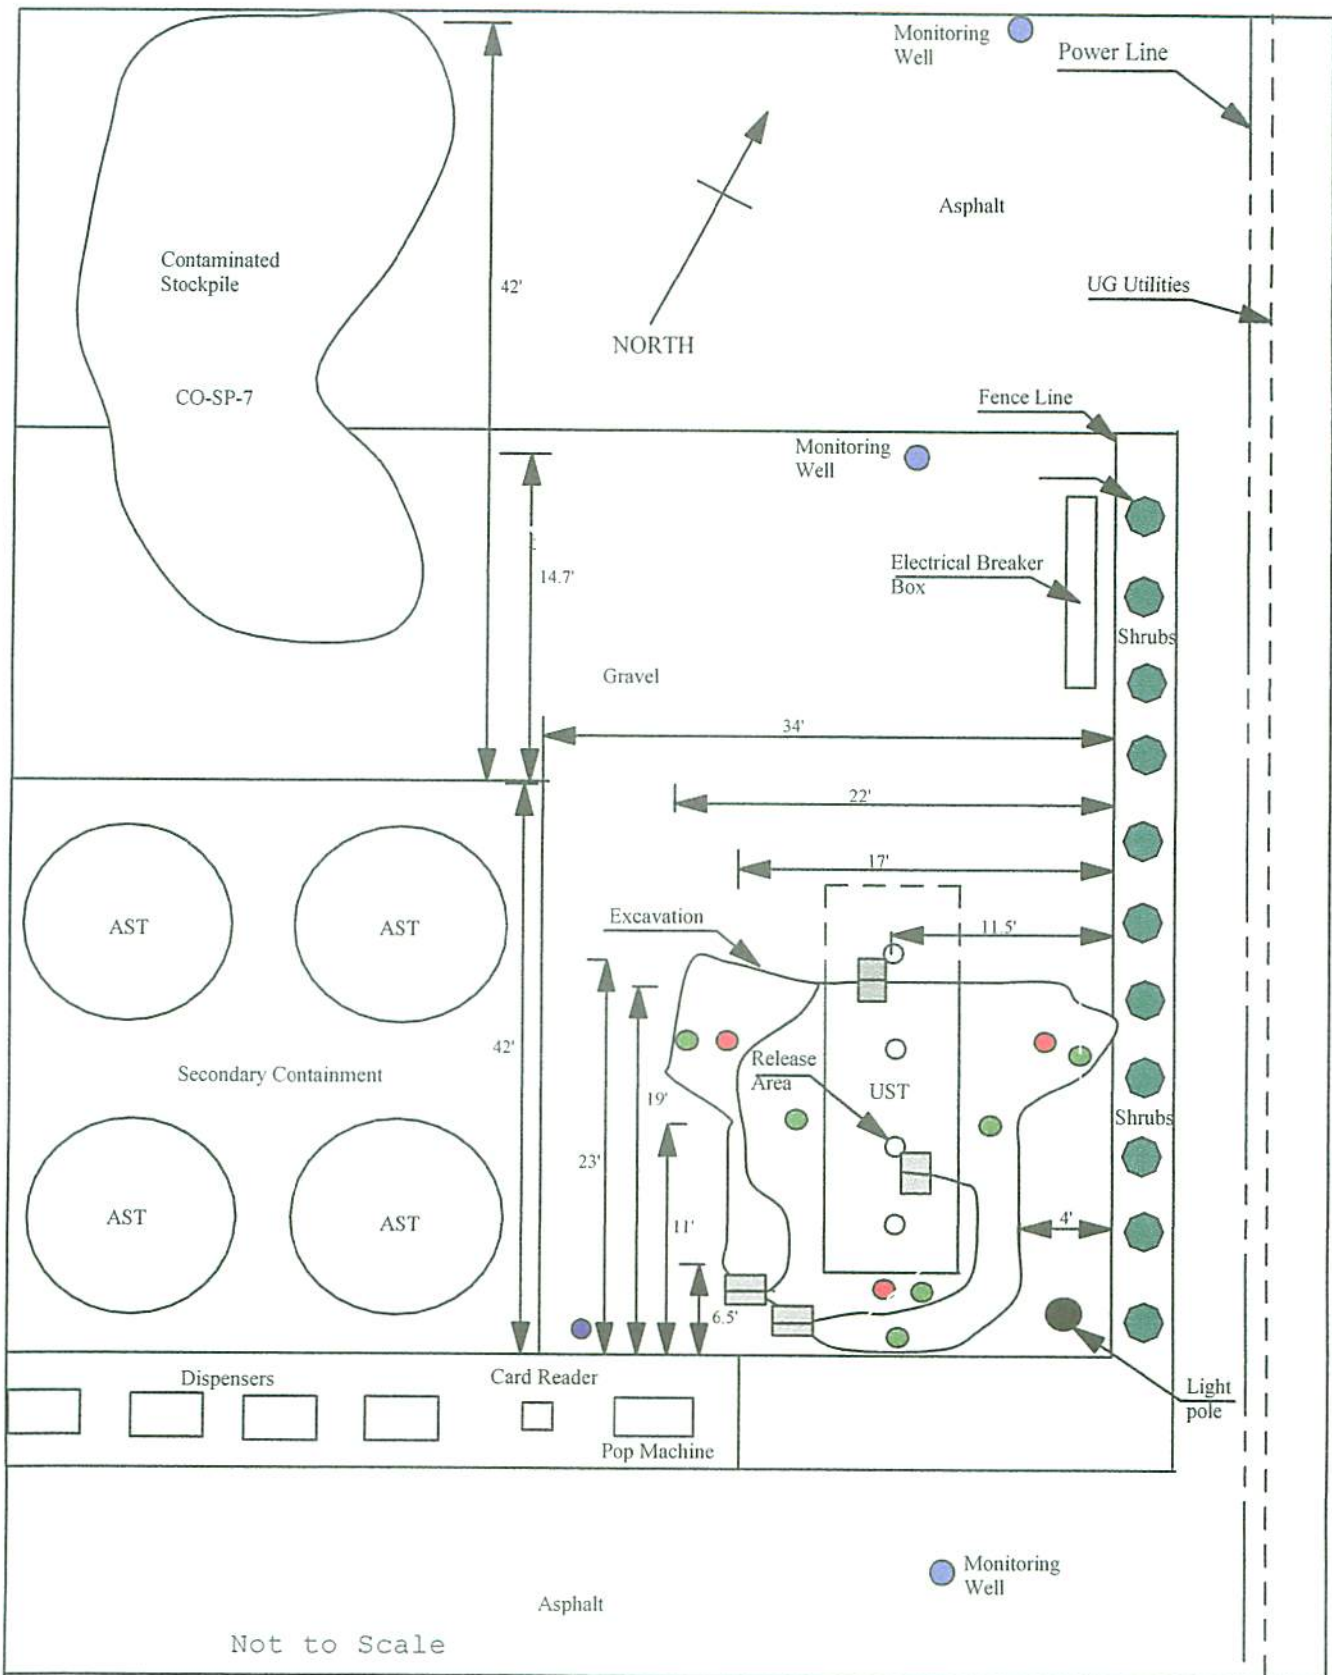 Monitoring
Well
Power Line
Asphalt
Contaminated
Stockpile
42'
UG Utilities
NORTH
CO-SP-7
Fence Line
Monitoring
Well
Electrical Breaker
Box
14.7'
Shrubs
Gravel
34'
22'
17'
Excavation
11.5'
AST
AST
42'
Release
Area
UST
Secondary Containment
19'
Shrubs
23'
AST
AST
11'
4'
6.5'
Dispensers
Card Reader
Light
pole
Pop Machine
Monitoring
Well
Asphalt
Not to Scale